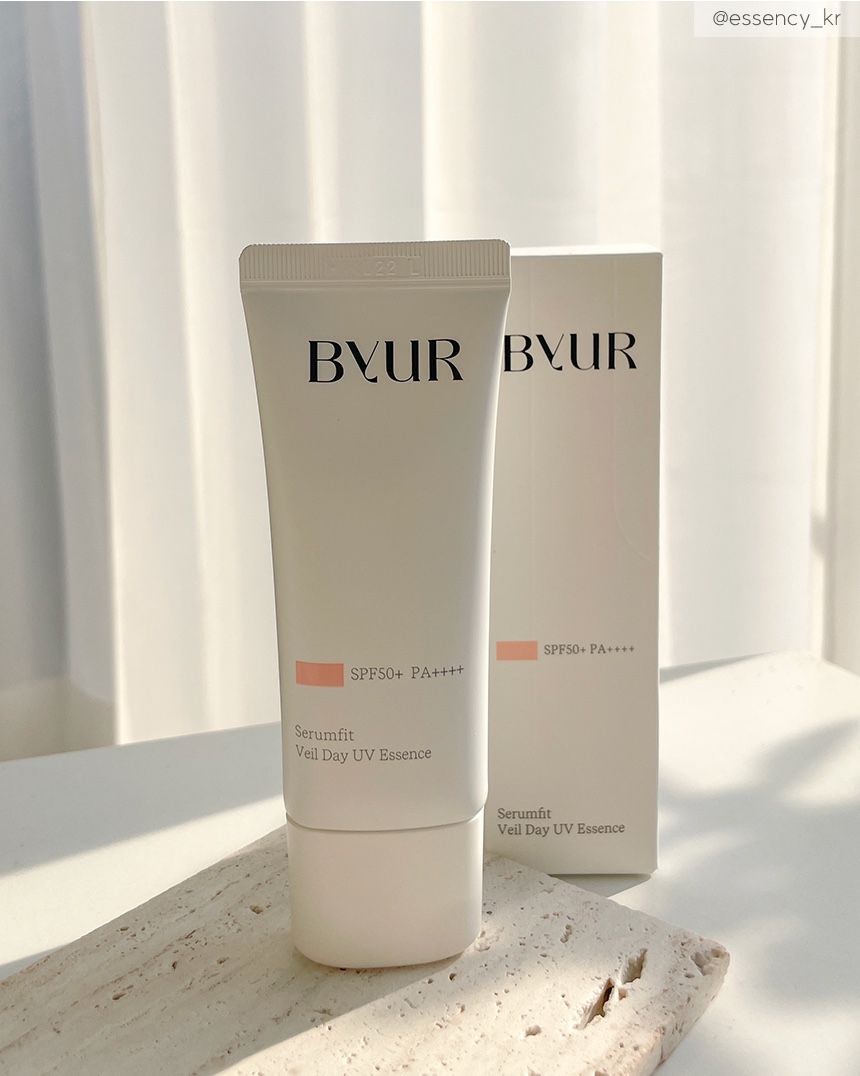 @essency_kr
BYUR
SPF50+ PA++++
Serumfit
Veil Day UV Essence
BYUR
SPF50+ PA++++
Serumfit
Veil Day UV Essence